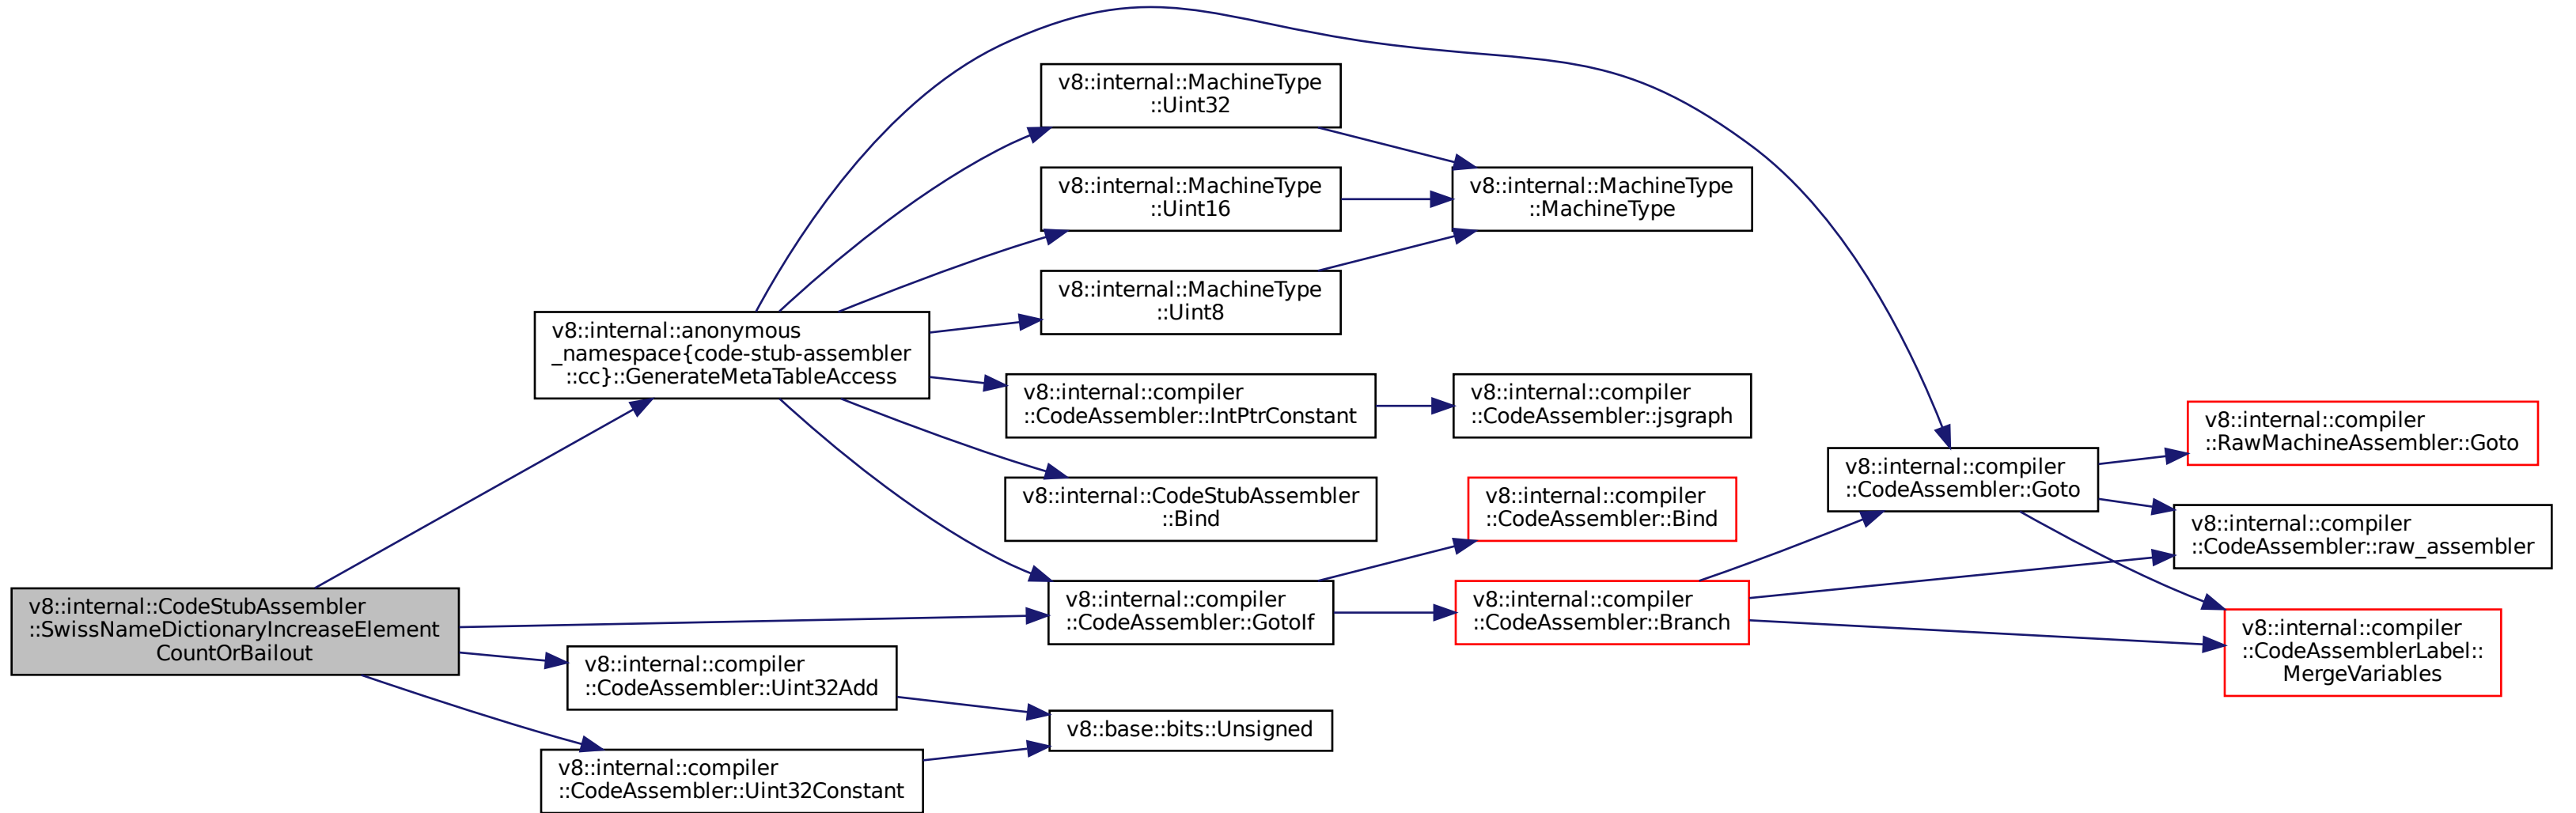 v8::internal::CodeStubAssembler
::SwissNameDictionaryIncreaseElement
CountOrBailout
v8::internal::anonymous
_namespace{code-stub-assembler
::cc}::GenerateMetaTableAccess
v8::internal::compiler
::CodeAssembler::Uint32Add
v8::internal::compiler
::CodeAssembler::Uint32Constant
v8::internal::MachineType
::Uint32
v8::internal::MachineType
::Uint16
v8::internal::MachineType
::Uint8
v8::internal::compiler
::CodeAssembler::IntPtrConstant
v8::internal::CodeStubAssembler
::Bind
v8::internal::compiler
::CodeAssembler::GotoIf
v8::base::bits::Unsigned
v8::internal::MachineType
::MachineType
v8::internal::compiler
::CodeAssembler::jsgraph
v8::internal::compiler
::CodeAssembler::Bind
v8::internal::compiler
::CodeAssembler::Branch
v8::internal::compiler
::CodeAssembler::Goto
v8::internal::compiler
::RawMachineAssembler::Goto
v8::internal::compiler
::CodeAssembler::raw_assembler
v8::internal::compiler
::CodeAssemblerLabel::
MergeVariables